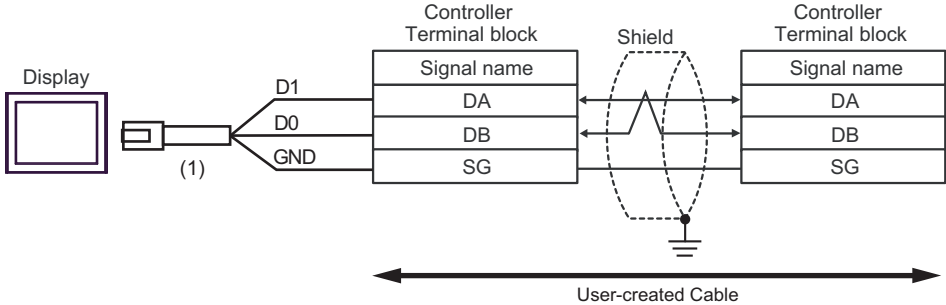 Controller
Terminal block
Controller
Terminal block
Shield
Signal name
Signal name
Display
D1
DA
DA
D0
DB
DB
GND
SG
SG
(1)
User-created Cable